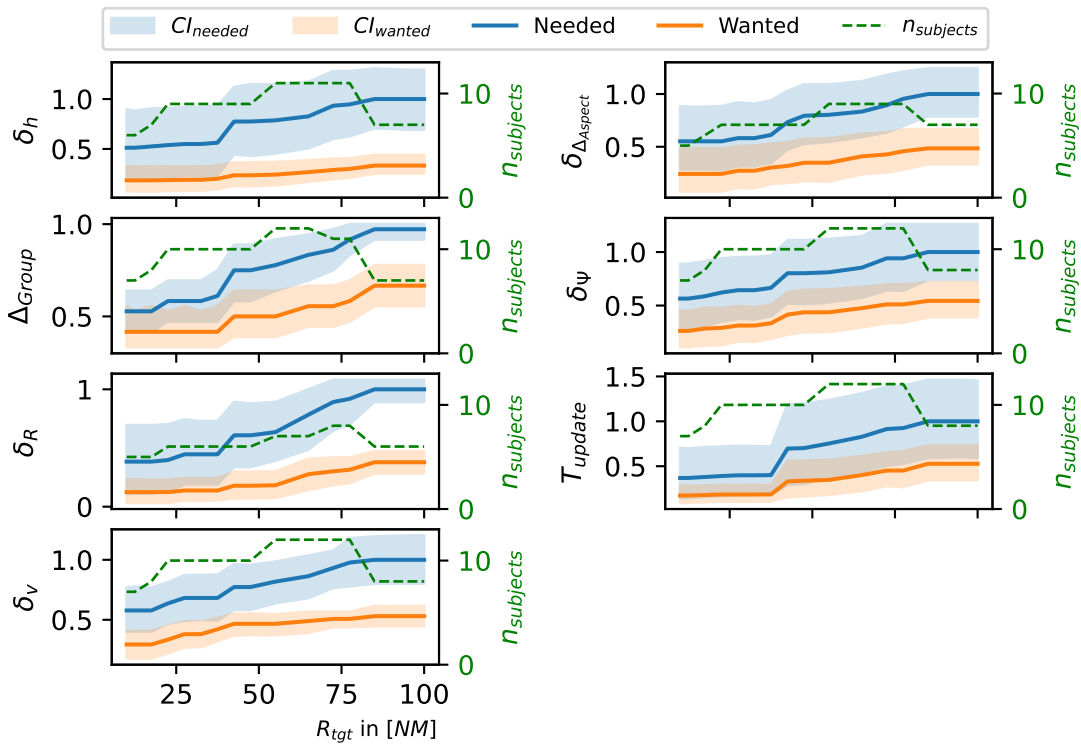 CI_needed CI_wanted Needed Wanted n_subjects
δ_h 1.0 0.5 10 0 n_subjects
δ_Δ_Aspect 1.0 0.5 10 0 n_subjects
Δ_Group 1.0 0.5 10 0 n_subjects
δ_Ψ 1.0 0.5 10 0 n_subjects
δ_R 1 0 10 0 n_subjects
T_update 1.5 1.0 0.5 10 0 n_subjects
δ_v 1.0 0.5 10 0 n_subjects
25 50 75 100
R_tgt in [NM]